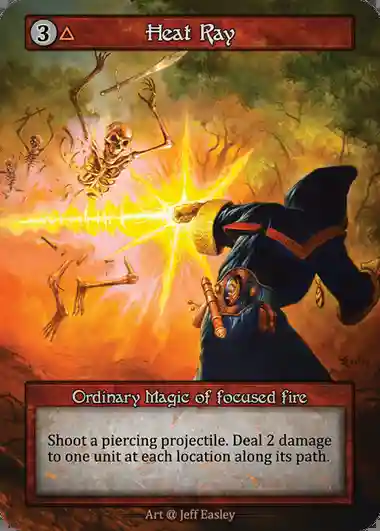 3 Heat Ray
Ordinary Magic of focused fire
Shoot a piercing projectile. Deal 2 damage
to one unit at each location along its path.
Art @ Jeff Easley